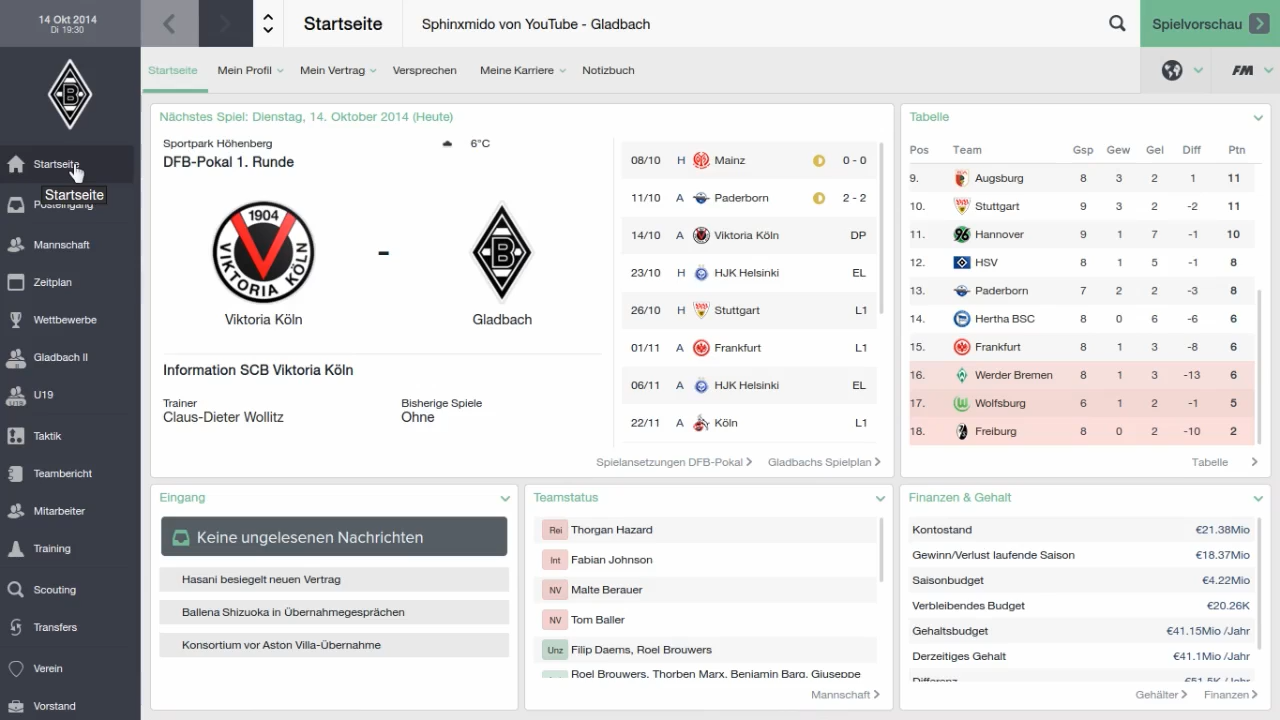 14 Okt 2014
Di 19:30
Startseite
Sphinxmido von YouTube - Gladbach
Spielvorschau
Startseite
Mein Profil
Mein Vertrag
Versprechen
Meine Karriere
Notizbuch
FM
Startseite
Startseite
Posteingang
Mannschaft
Zeitplan
Wettbewerbe
Gladbach II
U19
Taktik
Teambericht
Mitarbeiter
Training
Scouting
Transfers
Verein
Vorstand
Nächstes Spiel: Dienstag, 14. Oktober 2014 (Heute)
Sportpark Höhenberg
6°C
DFB-Pokal 1. Runde
1904
VIKTORIA KÖLN
-
B
Viktoria Köln
Gladbach
Information SCB Viktoria Köln
Trainer
Claus-Dieter Wollitz
Bisherige Spiele
Ohne
08/10 H Mainz 0 - 0
11/10 A Paderborn 2 - 2
14/10 A Viktoria Köln DP
23/10 H HJK Helsinki EL
26/10 H Stuttgart L1
01/11 A Frankfurt L1
06/11 A HJK Helsinki EL
22/11 A Köln L1
Spielansetzungen DFB-Pokal
Gladbachs Spielplan
Tabelle
Pos Team Gsp Gew Gel Diff Ptn
9. Augsburg 8 3 2 1 11
10. Stuttgart 9 3 2 -2 11
11. Hannover 9 1 7 -1 10
12. HSV 8 1 5 -1 8
13. Paderborn 7 2 2 -3 8
14. Hertha BSC 8 0 6 -6 6
15. Frankfurt 8 1 3 -8 6
16. Werder Bremen 8 1 3 -13 6
17. Wolfsburg 6 1 2 -1 5
18. Freiburg 8 0 2 -10 2
Tabelle
Eingang
Keine ungelesenen Nachrichten
Hasani besiegelt neuen Vertrag
Ballena Shizuoka in Übernahmegesprächen
Konsortium vor Aston Villa-Übernahme
Teamstatus
Rei Thorgan Hazard
Int Fabian Johnson
NV Malte Berauer
NV Tom Baller
Unz Filip Daems, Roel Brouwers
Roel Brouwers, Thorben Marx, Benjamin Barg, Giuseppe
Mannschaft
Finanzen & Gehalt
Kontostand €21.38Mio
Gewinn/Verlust laufende Saison €18.37Mio
Saisonbudget €4.22Mio
Verbleibendes Budget €20.26K
Gehaltsbudget €41.15Mio /Jahr
Derzeitiges Gehalt €41.1Mio /Jahr
Differenz €51.5K / Jahr
Gehälter
Finanzen